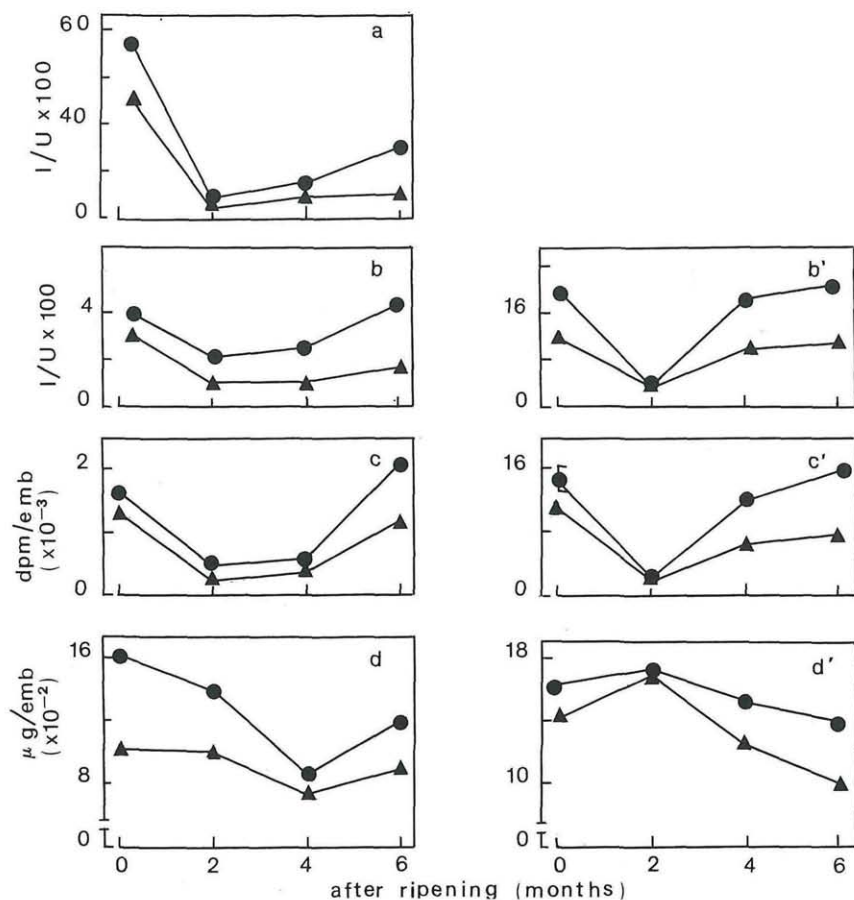 60
a
40
20
0
I/U x 100
b
4
0
I/U x 100
b'
16
0
c
2
0
dpm/emb
(x10⁻³)
c'
16
0
d
16
8
0
μg/emb
(x10⁻²)
d'
18
10
0
0 2 4 6
0 2 4 6
after ripening (months)